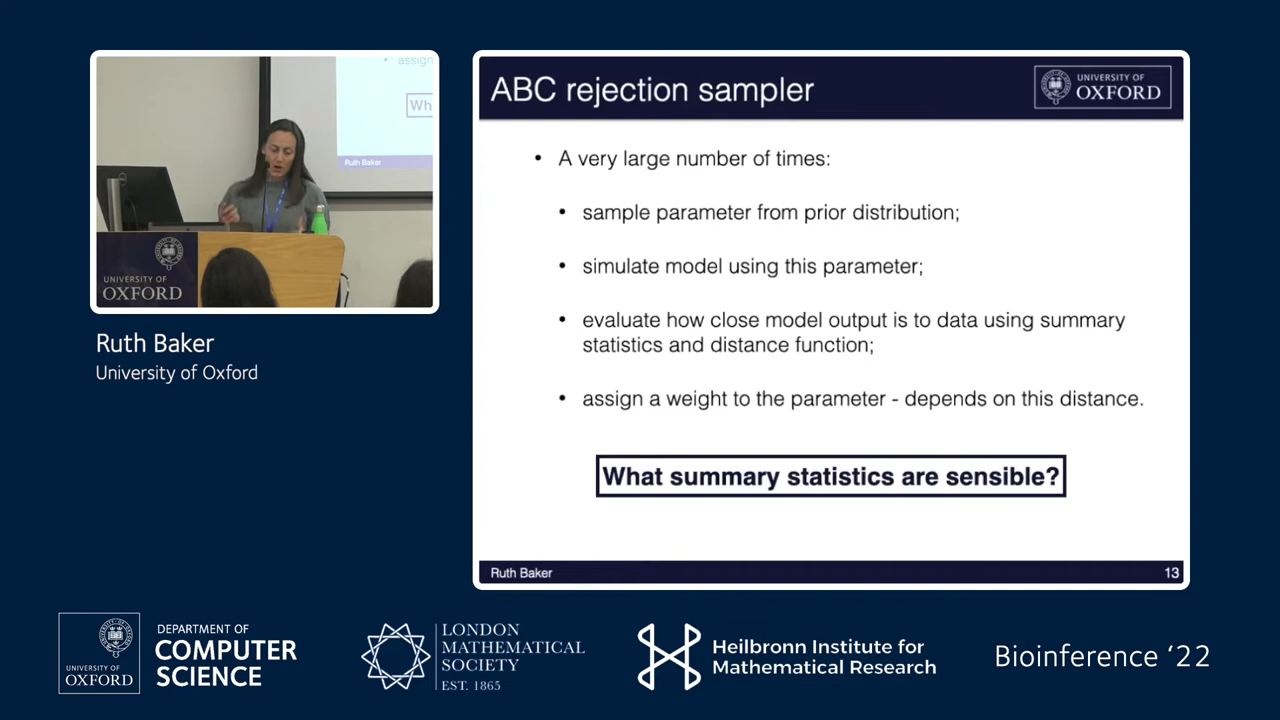 assign
Wh
Ruth Baker
UNIVERSITY OF
OXFORD
Ruth Baker
University of Oxford
ABC rejection sampler
UNIVERSITY OF
OXFORD
• A very large number of times:
• sample parameter from prior distribution;
• simulate model using this parameter;
• evaluate how close model output is to data using summary
statistics and distance function;
• assign a weight to the parameter - depends on this distance.
What summary statistics are sensible?
Ruth Baker
13
UNIVERSITY OF
OXFORD
DEPARTMENT OF
COMPUTER
SCIENCE
LONDON
MATHEMATICAL
SOCIETY
EST. 1865
Heilbronn Institute for
Mathematical Research
Bioinference ‘22